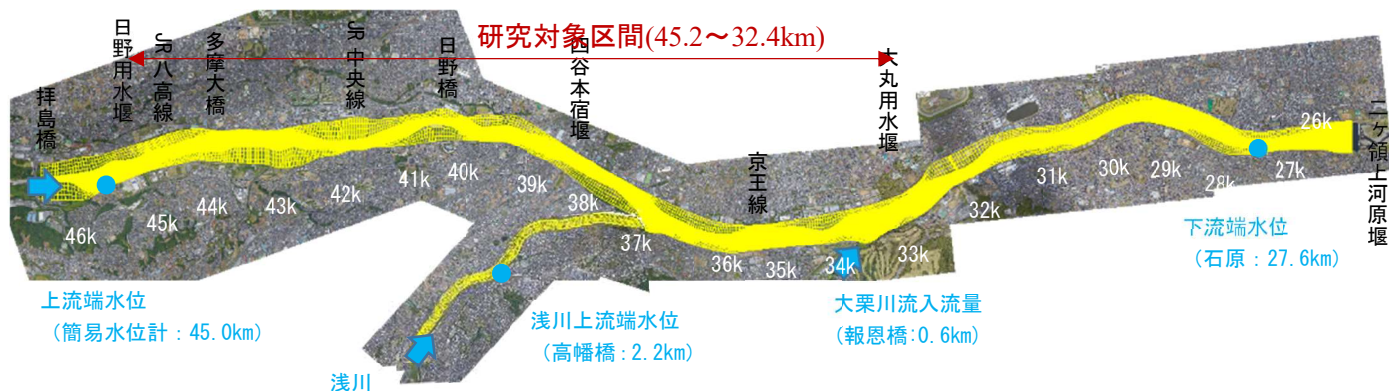 研究対象区間(45.2～32.4km)
拝島橋
日野用水堰
JR八高線
多摩大橋
JR 中央線
日野橋
四谷本宿堰
京王線
大丸用水堰
二ヶ領上河原堰
46k
45k
44k
43k
42k
41k
40k
39k
38k
37k
36k
35k
34k
33k
32k
31k
30k
29k
28k
27k
26k
上流端水位
(簡易水位計：45.0km)
浅川
浅川上流端水位
(高幡橋：2.2km)
大栗川流入流量
(報恩橋：0.6km)
下流端水位
(石原：27.6km)